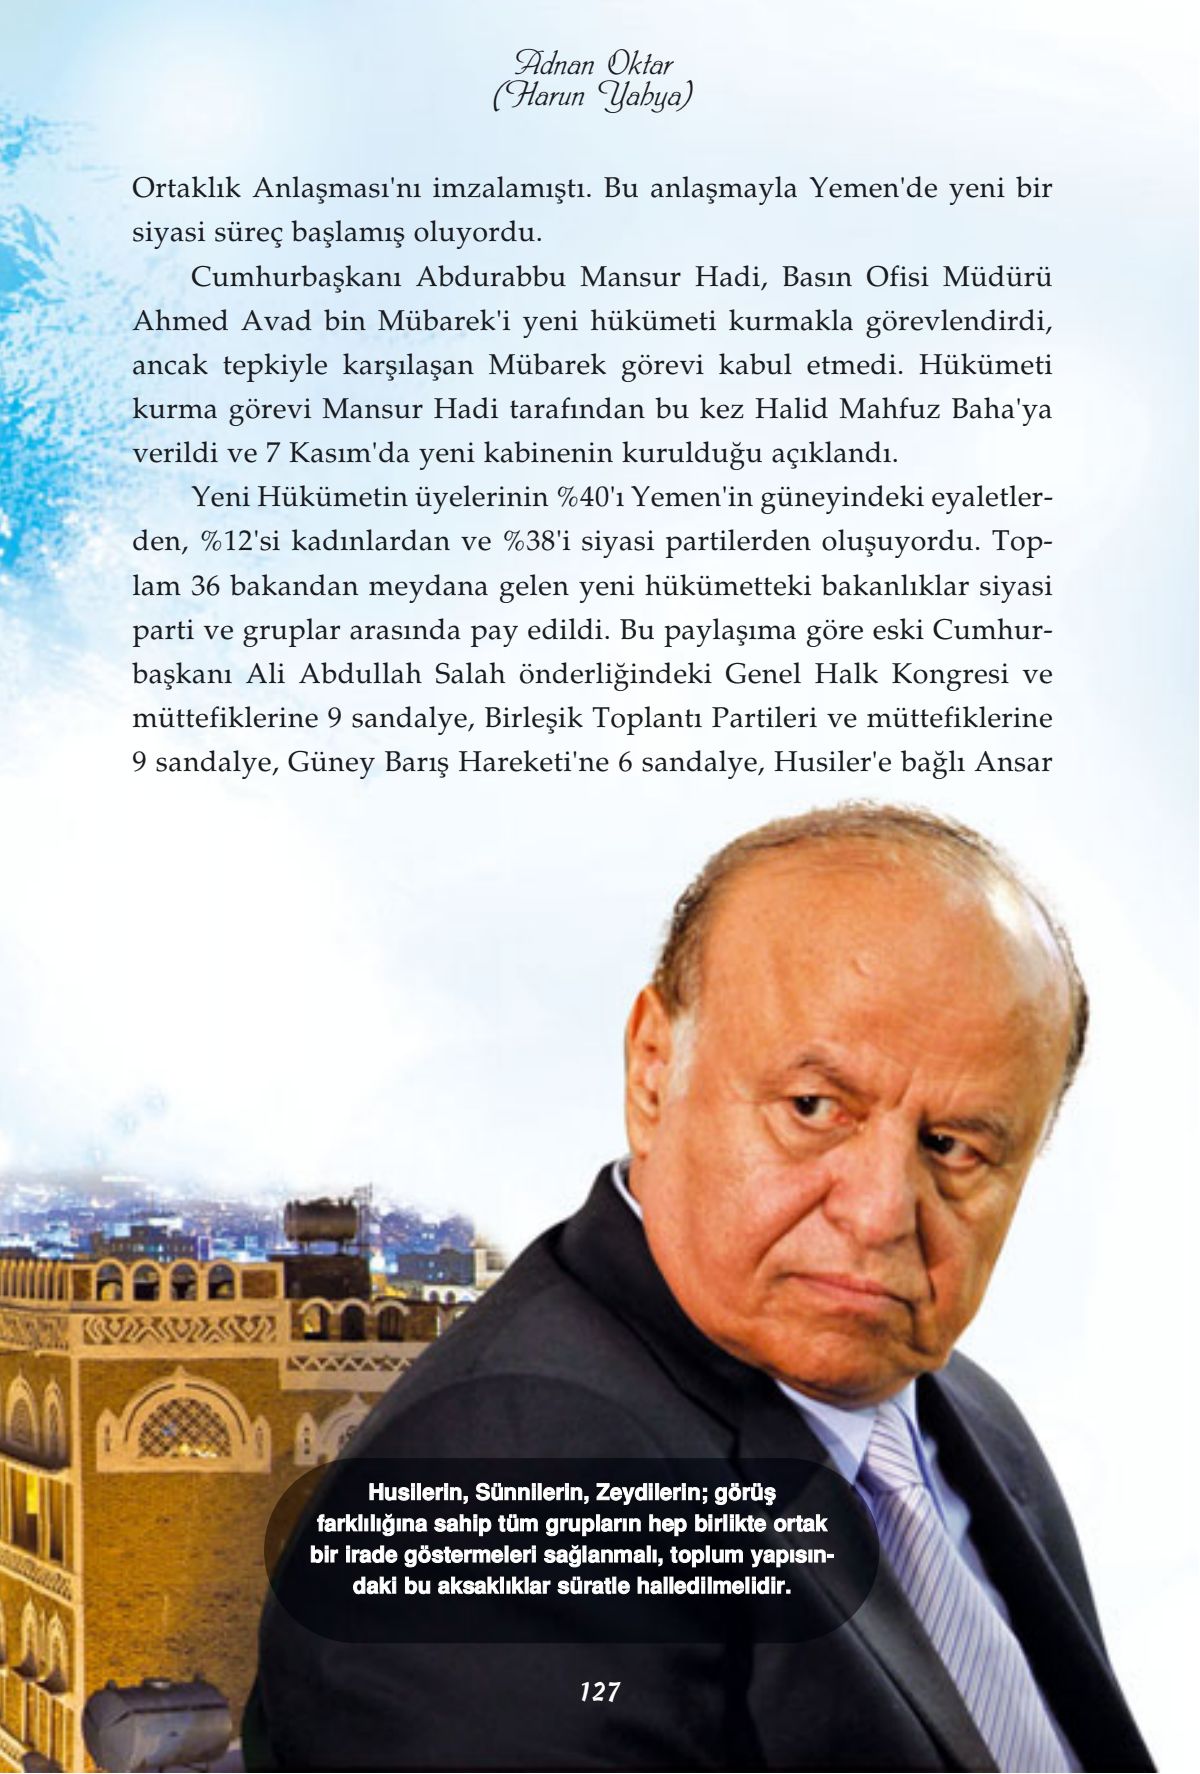 Adnan Oktar
(Harun Yahya)
Ortaklık Anlaşması'nı imzalamıştı. Bu anlaşmayla Yemen'de yeni bir
siyasi süreç başlamış oluyordu.
Cumhurbaşkanı Abdurabbu Mansur Hadi, Basın Ofisi Müdürü
Ahmed Avad bin Mübarek'i yeni hükümeti kurmakla görevlendirdi,
ancak tepkiyle karşılaşan Mübarek görevi kabul etmedi. Hükümeti
kurma görevi Mansur Hadi tarafından bu kez Halid Mahfuz Baha'ya
verildi ve 7 Kasım'da yeni kabinenin kurulduğu açıklandı.
Yeni Hükümetin üyelerinin %40'ı Yemen'in güneyindeki eyaletler-
den, %12'si kadınlardan ve %38'i siyasi partilerden oluşuyordu. Top-
lam 36 bakandan meydana gelen yeni hükümetteki bakanlıklar siyasi
parti ve gruplar arasında pay edildi. Bu paylaşıma göre eski Cumhur-
başkanı Ali Abdullah Salah önderliğindeki Genel Halk Kongresi ve
müttefiklerine 9 sandalye, Birleşik Toplantı Partileri ve müttefiklerine
9 sandalye, Güney Barış Hareketi'ne 6 sandalye, Husiler'e bağlı Ansar
Husilerin, Sünnilerin, Zeydilerin; görüş
farklılığına sahip tüm grupların hep birlikte ortak
bir irade göstermeleri sağlanmalı, toplum yapısın-
daki bu aksaklıklar süratle halledilmelidir.
127